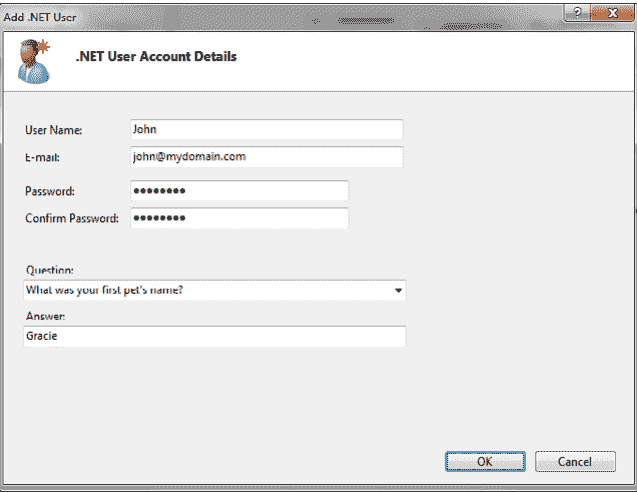 Add .NET User
.NET User Account Details
User Name: John
E-mail: john@mydomain.com
Password: ••••••••
Confirm Password: ••••••••
Question:
What was your first pet's name?
Answer:
Gracie
OK Cancel